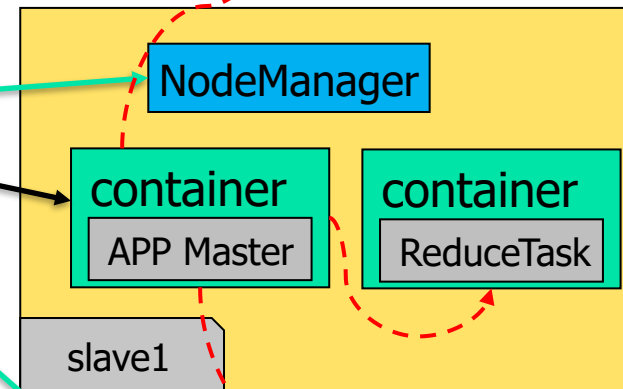 NodeManager
container
APP Master
container
ReduceTask
slave1